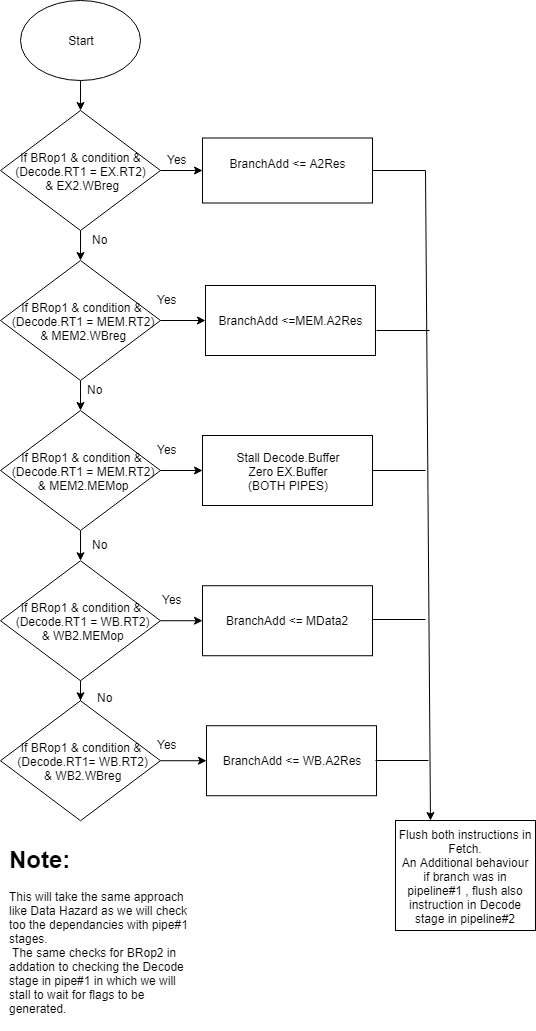 Start
If BRop1 & condition &
(Decode.RT1 = EX.RT2)
& EX2.WBreg
Yes
BranchAdd <= A2Res
No
If BRop1 & condition &
(Decode.RT1 = MEM.RT2)
& MEM2.WBreg
Yes
BranchAdd <=MEM.A2Res
No
If BRop1 & condition &
(Decode.RT1 = MEM.RT2)
& MEM2.MEMop
Yes
Stall Decode.Buffer
Zero EX.Buffer
(BOTH PIPES)
No
If BRop1 & condition &
(Decode.RT1 = WB.RT2)
& WB2.MEMop
Yes
BranchAdd <= MData2
No
If BRop1 & condition &
(Decode.RT1= WB.RT2)
& WB2.WBreg
Yes
BranchAdd <= WB.A2Res
Flush both instructions in
Fetch.
An Additional behaviour
if branch was in
pipeline#1 , flush also
instruction in Decode
stage in pipeline#2
Note:
This will take the same approach
like Data Hazard as we will check
too the dependancies with pipe#1
stages.
The same checks for BRop2 in
addation to checking the Decode
stage in pipe#1 in which we will
stall to wait for flags to be
generated.